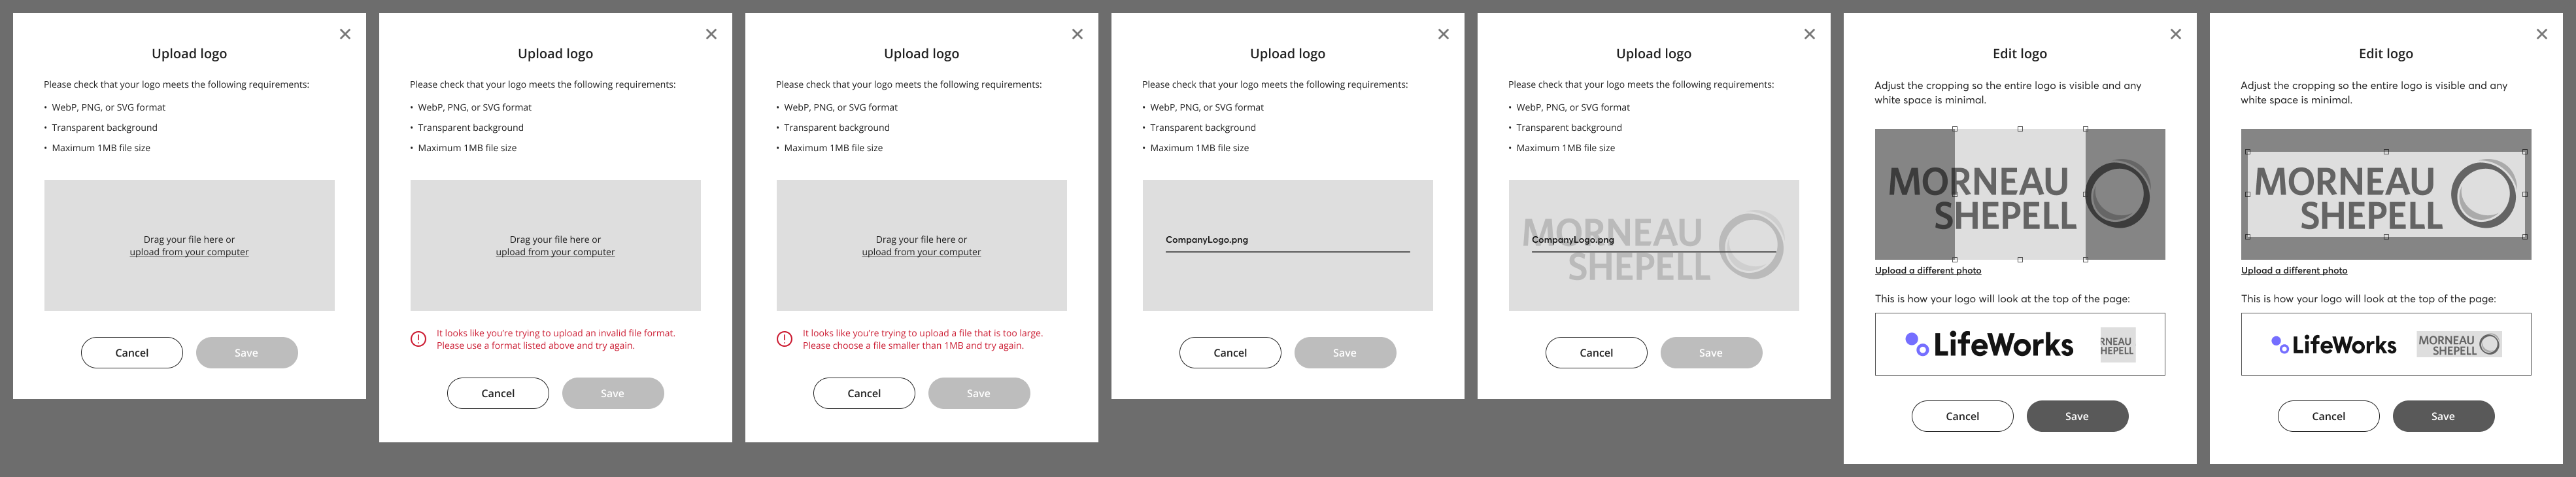 Upload logo
Please check that your logo meets the following requirements:
• WebP, PNG, or SVG format
• Transparent background
• Maximum 1MB file size
Drag your file here or
upload from your computer
Cancel
Save
Upload logo
Please check that your logo meets the following requirements:
• WebP, PNG, or SVG format
• Transparent background
• Maximum 1MB file size
Drag your file here or
upload from your computer
It looks like you're trying to upload an invalid file format.
Please use a format listed above and try again.
Cancel
Save
Upload logo
Please check that your logo meets the following requirements:
• WebP, PNG, or SVG format
• Transparent background
• Maximum 1MB file size
Drag your file here or
upload from your computer
It looks like you're trying to upload a file that is too large.
Please choose a file smaller than 1MB and try again.
Cancel
Save
Upload logo
Please check that your logo meets the following requirements:
• WebP, PNG, or SVG format
• Transparent background
• Maximum 1MB file size
CompanyLogo.png
Cancel
Save
Upload logo
Please check that your logo meets the following requirements:
• WebP, PNG, or SVG format
• Transparent background
• Maximum 1MB file size
MORNEAU
CompanyLogo.png
SHEPELL
Cancel
Save
Edit logo
Adjust the cropping so the entire logo is visible and any
white space is minimal.
MORNEAU
SHEPELL
Upload a different photo
This is how your logo will look at the top of the page:
LifeWorks
RNEAU
HEPELL
Cancel
Save
Edit logo
Adjust the cropping so the entire logo is visible and any
white space is minimal.
MORNEAU
SHEPELL
Upload a different photo
This is how your logo will look at the top of the page:
LifeWorks
MORNEAU
SHEPELL
Cancel
Save